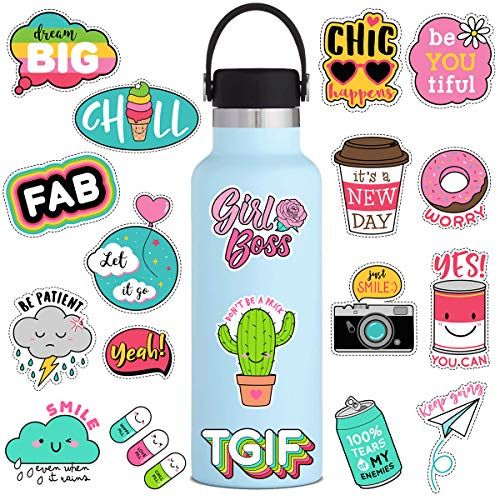 dream
BIG
CHILL
FAB
Let
it go
BE PATIENT
Yeah!
SMILE
even when
it rains
Girl
Boss
DON'T BE A PRICK
TGIF
CHIC
happens
be
YOU
tiful
it's a
NEW
DAY
WORRY
just
SMILE:)
YES!
YOU CAN
100%
TEARS
of MY
ENEMIES
Keep going